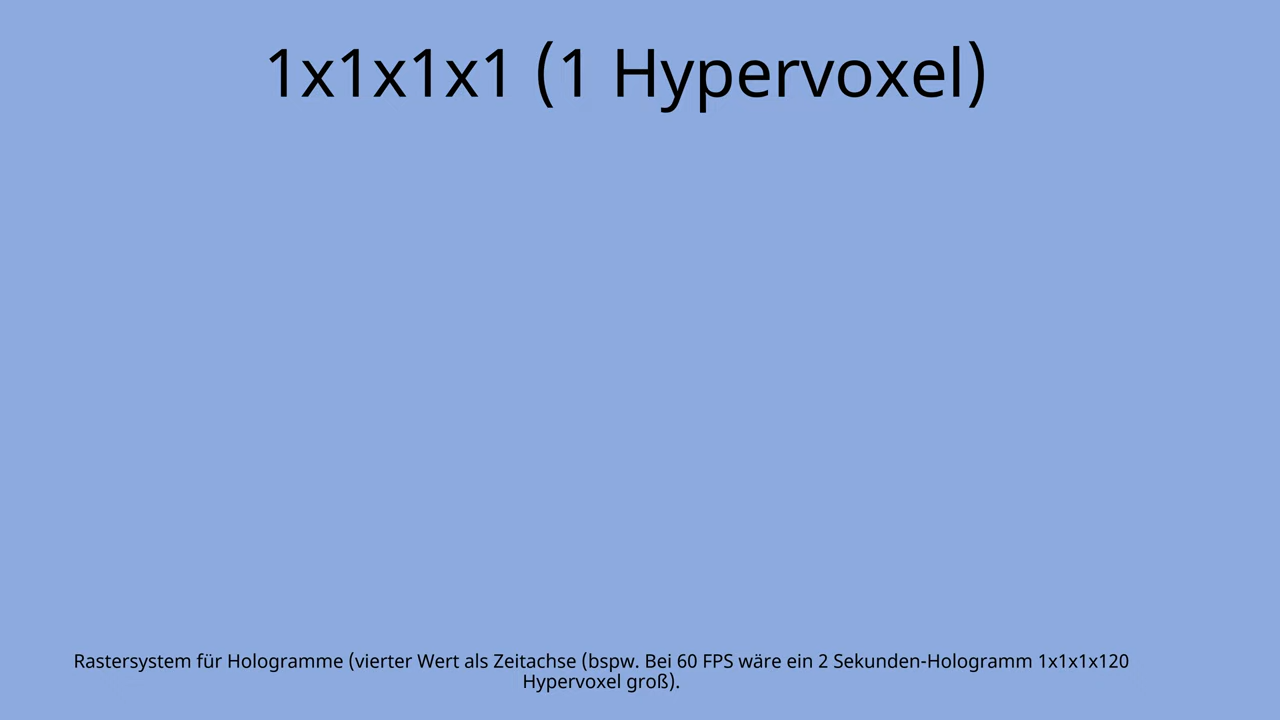 1x1x1x1 (1 Hypervoxel)
Rastersystem für Hologramme (vierter Wert als Zeitachse (bspw. Bei 60 FPS wäre ein 2 Sekunden-Hologramm 1x1x1x120
Hypervoxel groß).